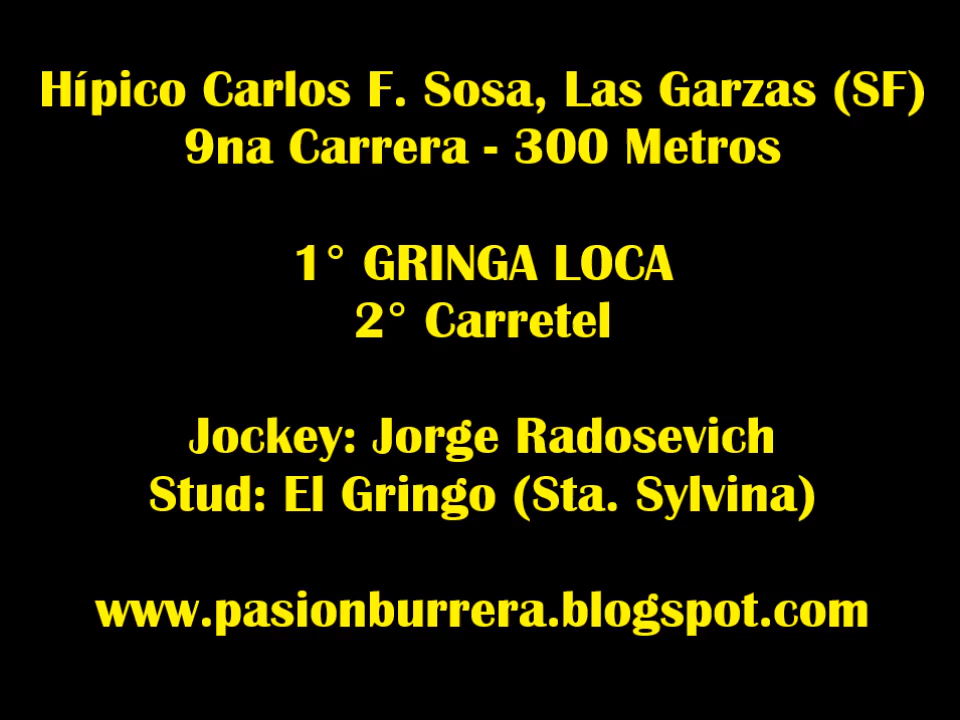 Hípico Carlos F. Sosa, Las Garzas (SF)
9na Carrera - 300 Metros
1° GRINGA LOCA
2° Carretel
Jockey: Jorge Radosevich
Stud: El Gringo (Sta. Sylvina)
www.pasionburrera.blogspot.com